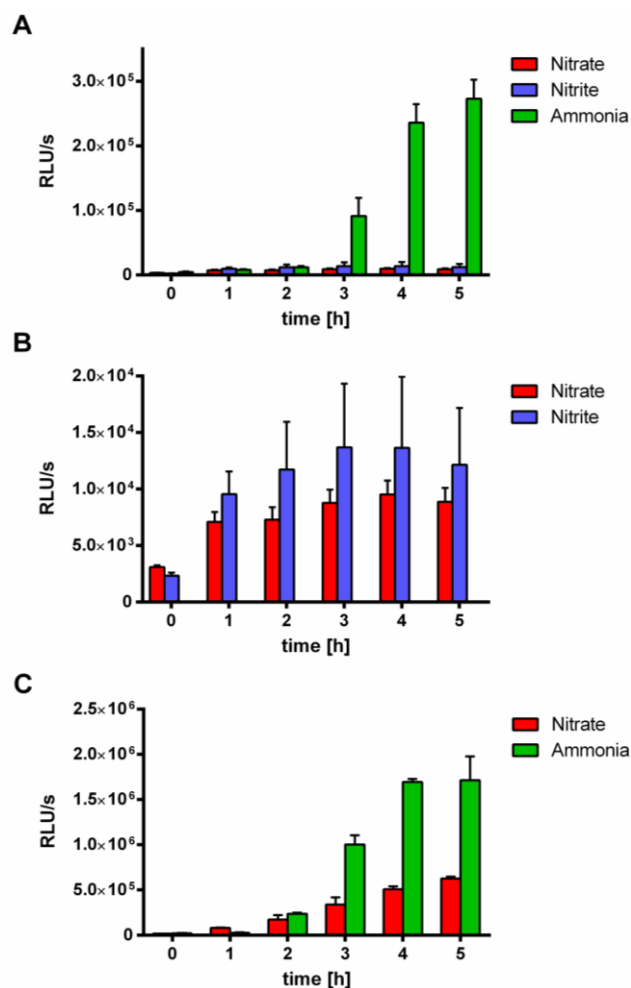 A
RLU/s
3.0×10⁵
2.0×10⁵
1.0×10⁵
0
0 1 2 3 4 5
time [h]
Nitrate
Nitrite
Ammonia
B
RLU/s
2.0×10⁴
1.5×10⁴
1.0×10⁴
5.0×10³
0
0 1 2 3 4 5
time [h]
Nitrate
Nitrite
C
RLU/s
2.5×10⁶
2.0×10⁶
1.5×10⁶
1.0×10⁶
5.0×10⁵
0
0 1 2 3 4 5
time [h]
Nitrate
Ammonia